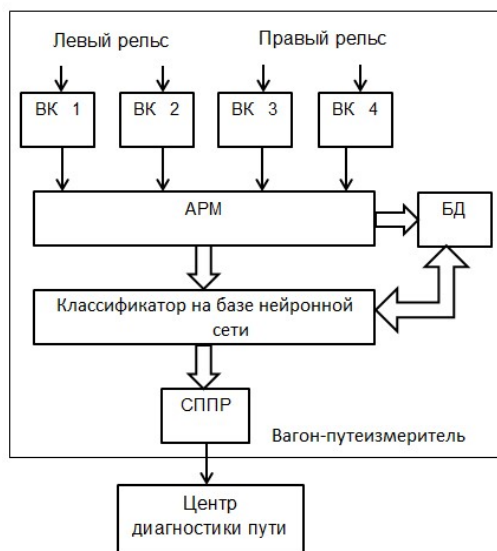 Левый рельс
Правый рельс
ВК 1
ВК 2
ВК 3
ВК 4
АРМ
БД
Классификатор на базе нейронной
сети
СППР
Вагон-путеизмеритель
Центр
диагностики пути